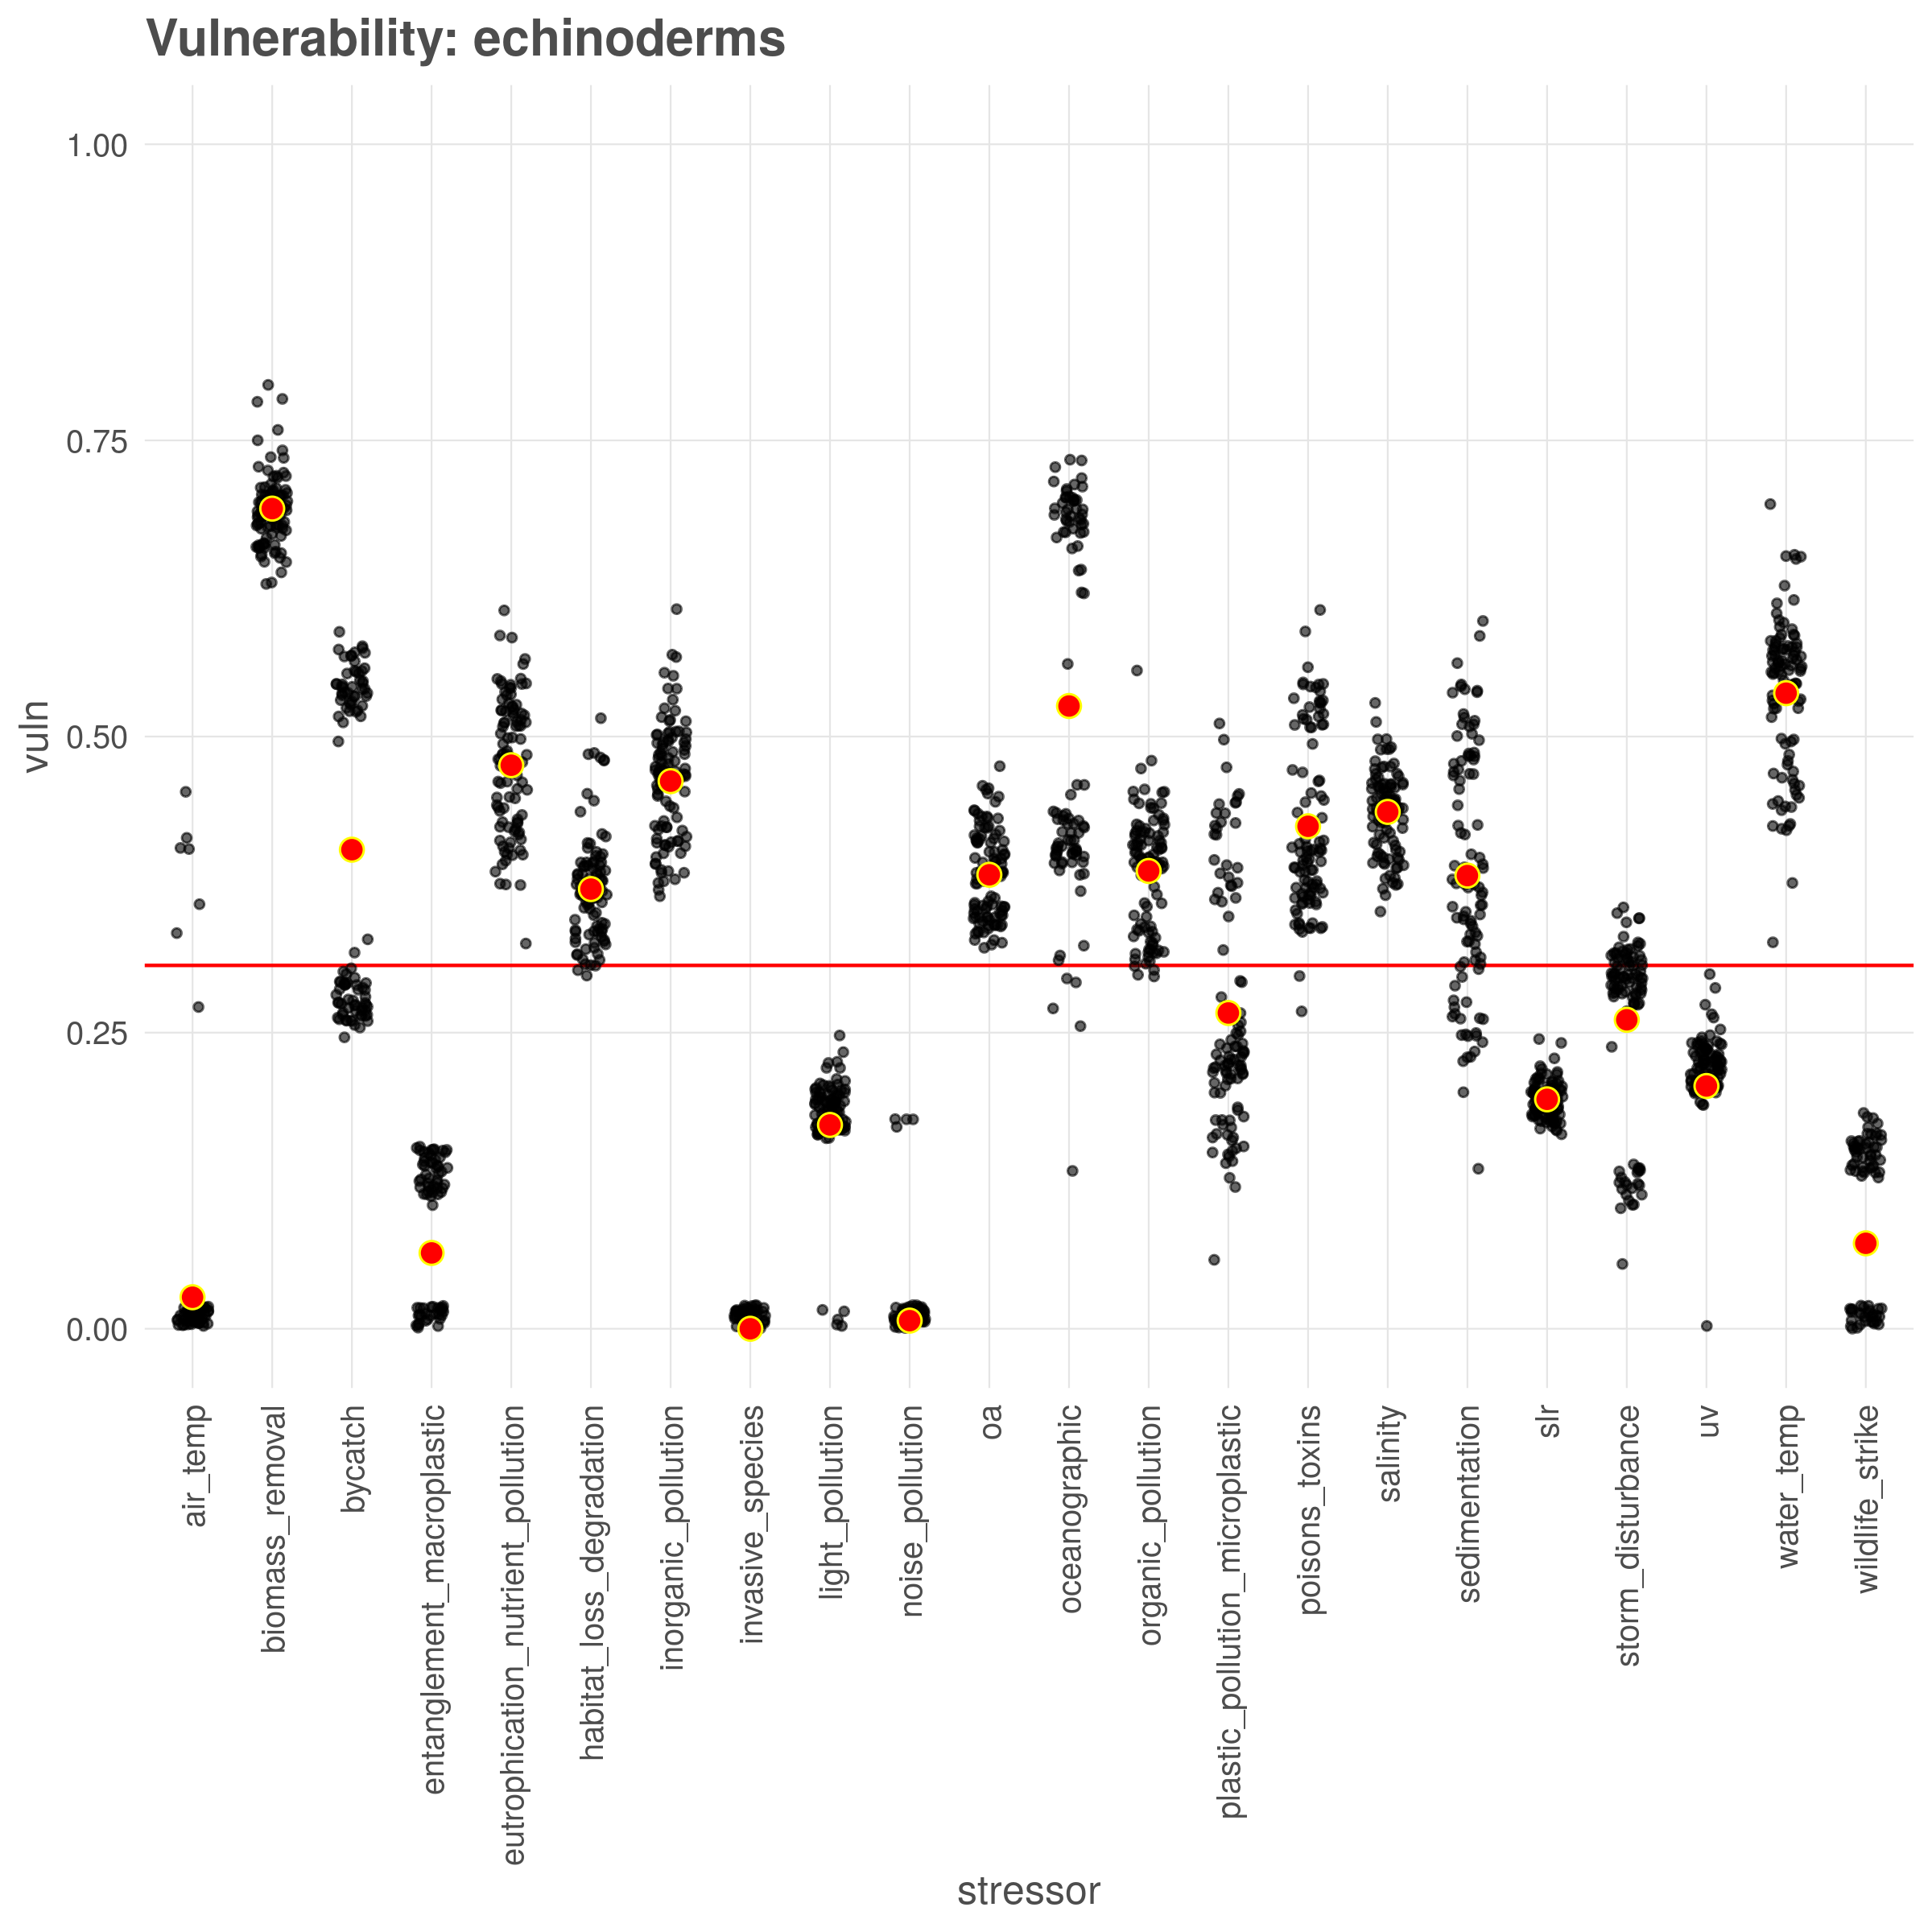 Vulnerability: echinoderms
vuln
1.00
0.75
0.50
0.25
0.00
air_temp
biomass_removal
bycatch
entanglement_macroplastic
eutrophication_nutrient_pollution
habitat_loss_degradation
inorganic_pollution
invasive_species
light_pollution
noise_pollution
oa
oceanographic
organic_pollution
plastic_pollution_microplastic
poisons_toxins
salinity
sedimentation
slr
storm_disturbance
uv
water_temp
wildlife_strike
stressor